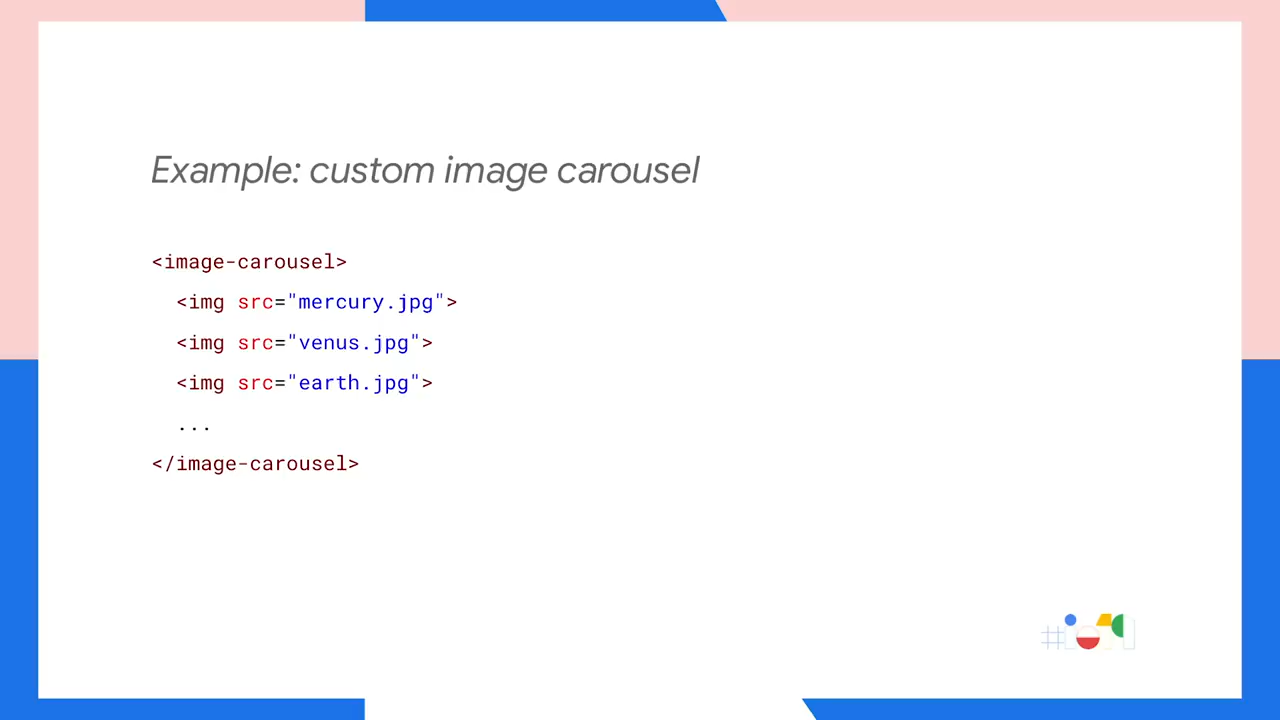 Example: custom image carousel
<image-carousel>
<img src="mercury.jpg">
<img src="venus.jpg">
<img src="earth.jpg">
...
</image-carousel>
#io19